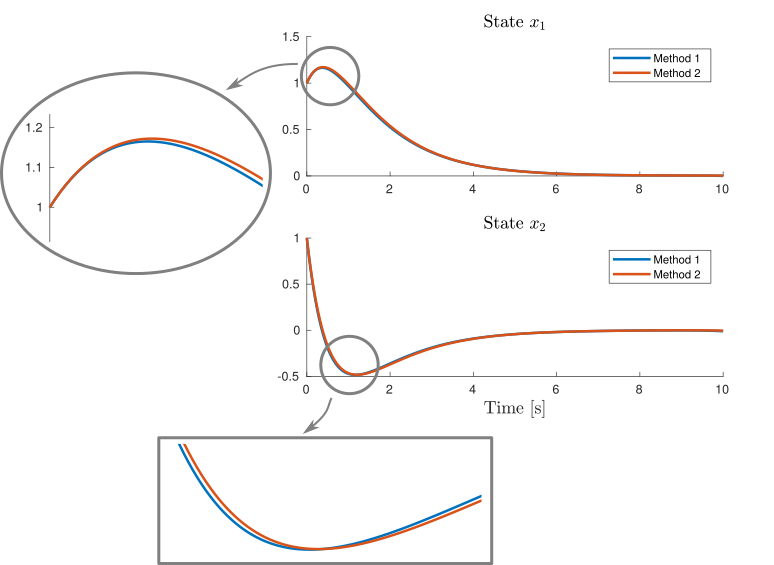 State x₁
1.5
1
0.5
0
0 2 4 6 8 10
Method 1
Method 2
1.2
1.1
1
State x₂
1
0.5
0
-0.5
0 2 4 6 8 10
Method 1
Method 2
Time [s]